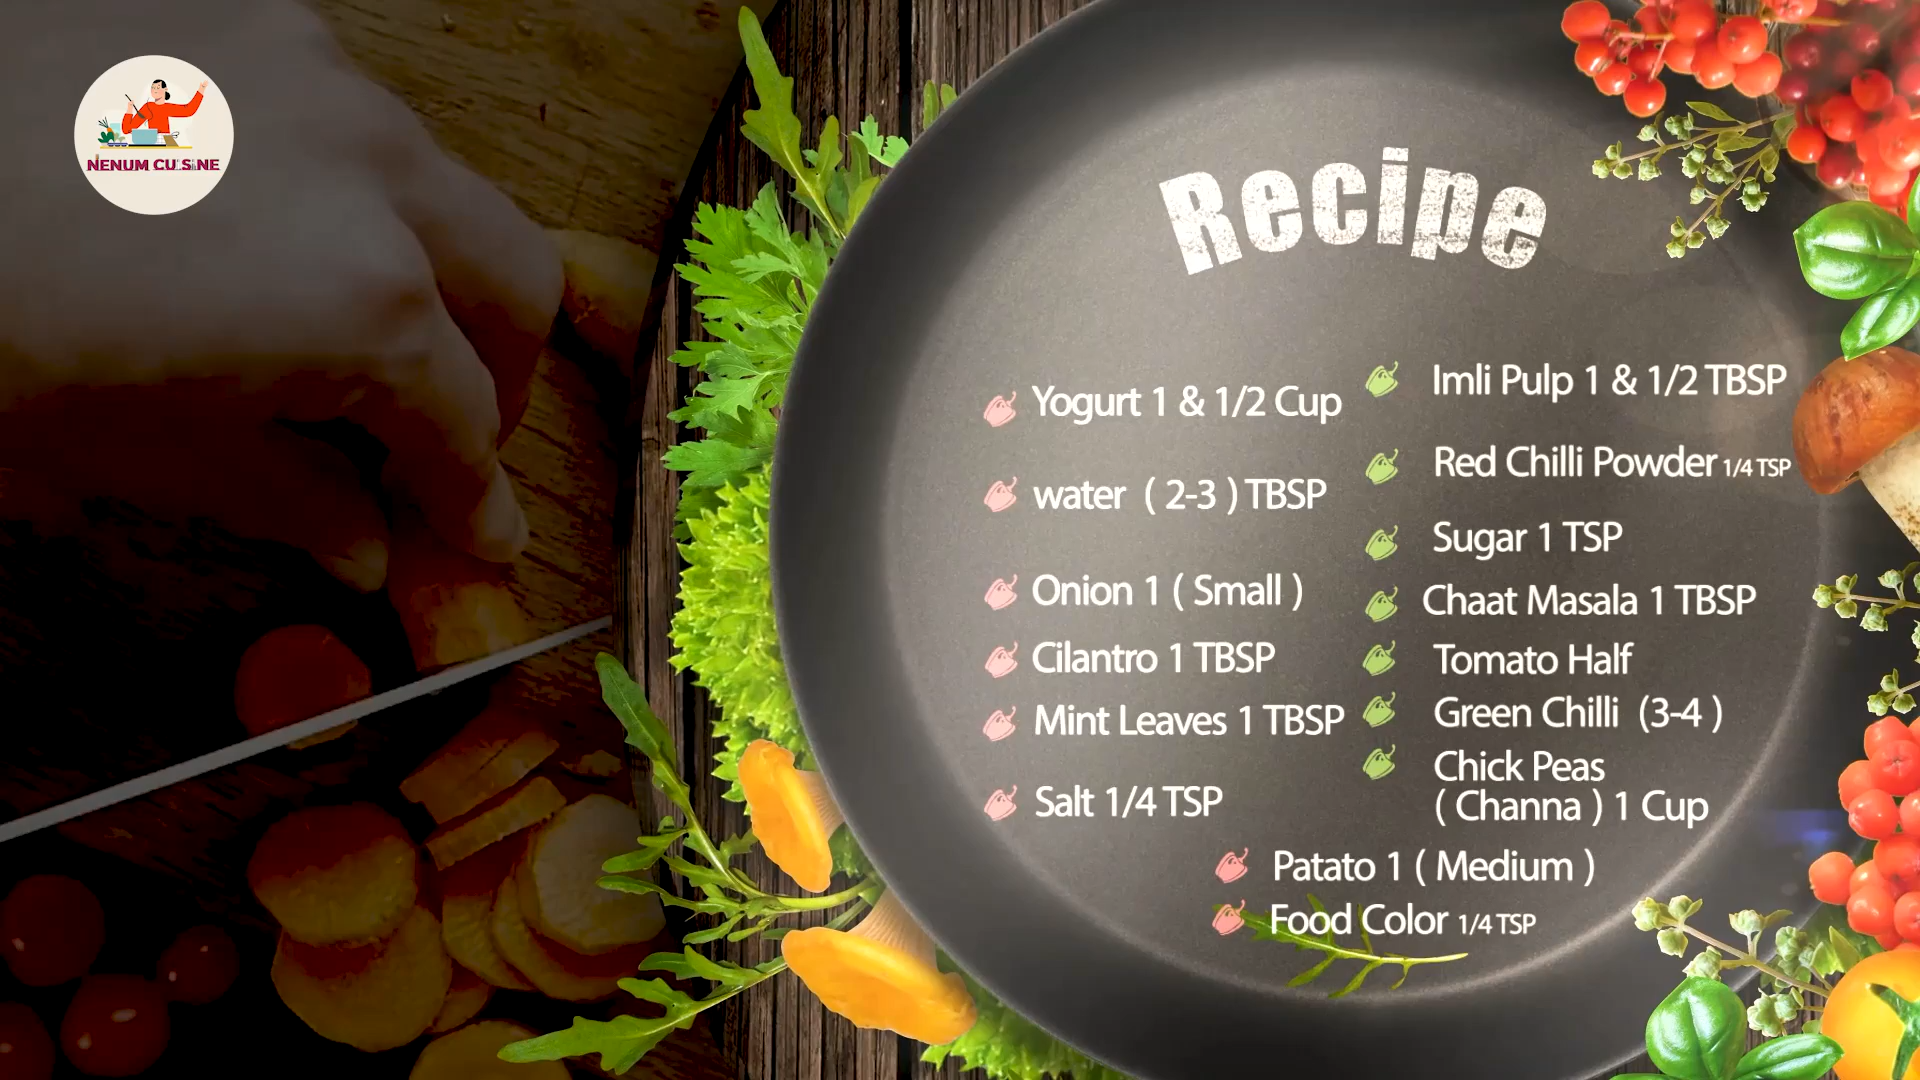 NENUM CUISINE
Recipe
Yogurt 1 & 1/2 Cup
water ( 2-3 ) TBSP
Onion 1 ( Small )
Cilantro 1 TBSP
Mint Leaves 1 TBSP
Salt 1/4 TSP
Imli Pulp 1 & 1/2 TBSP
Red Chilli Powder 1/4 TSP
Sugar 1 TSP
Chaat Masala 1 TBSP
Tomato Half
Green Chilli (3-4 )
Chick Peas
( Channa ) 1 Cup
Patato 1 ( Medium )
Food Color 1/4 TSP